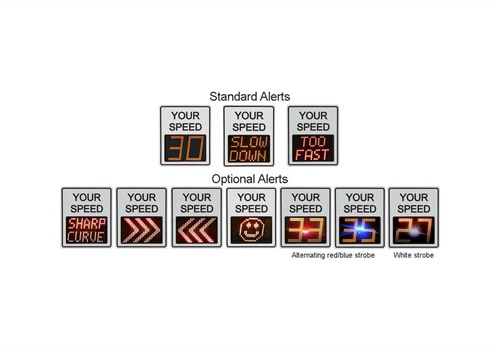 Standard Alerts
YOUR SPEED
30
YOUR SPEED
SLOW DOWN
YOUR SPEED
TOO FAST
Optional Alerts
YOUR SPEED
SHARP CURVE
YOUR SPEED
YOUR SPEED
YOUR SPEED
YOUR SPEED
33
YOUR SPEED
35
YOUR SPEED
27
Alternating red/blue strobe
White strobe